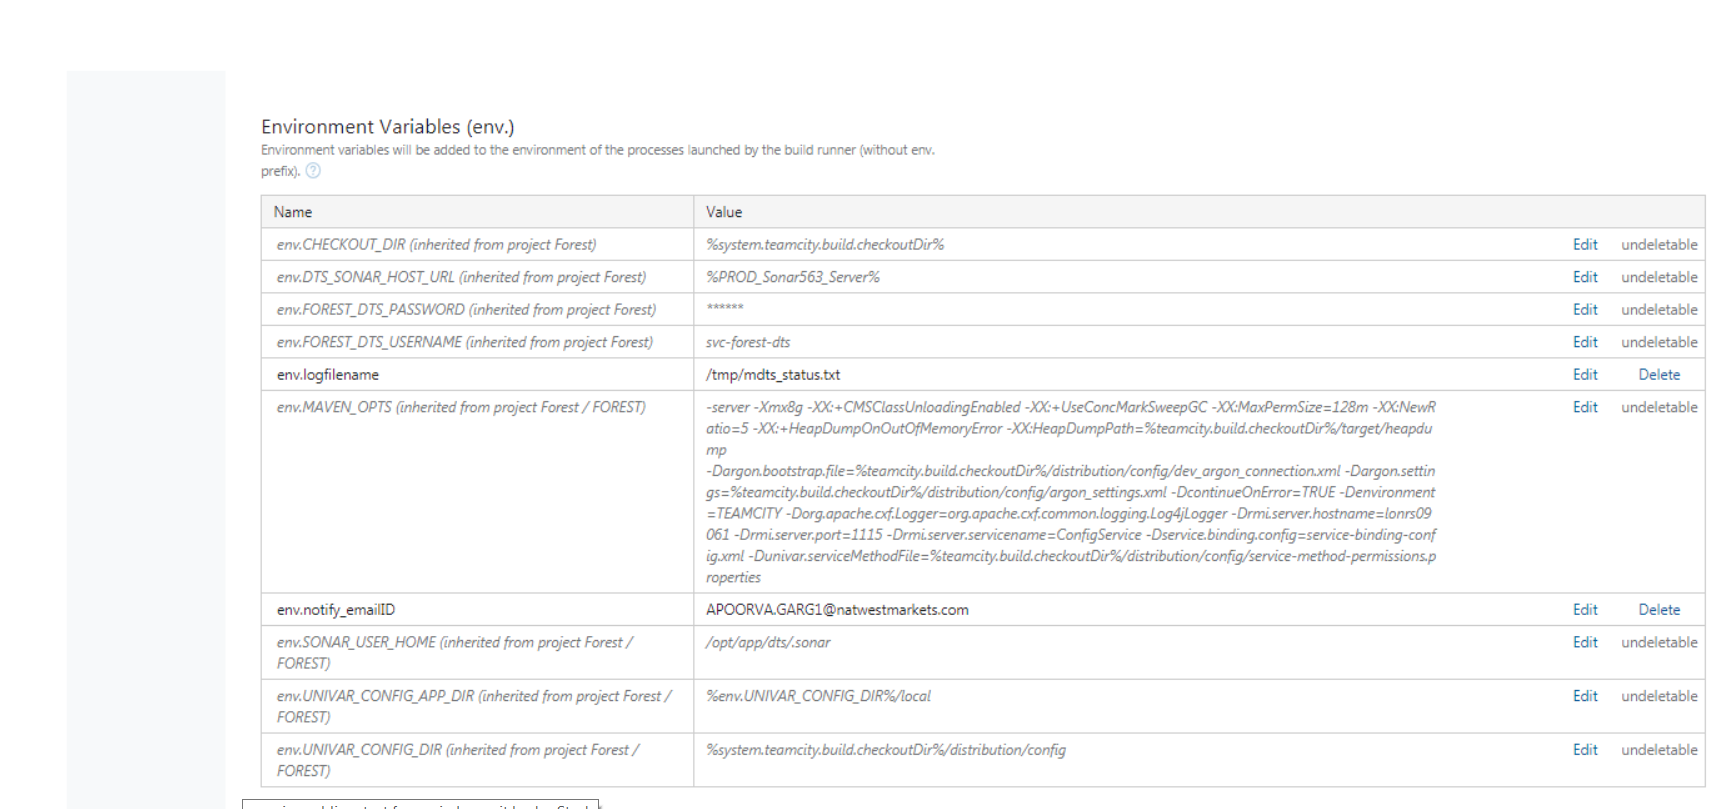 Environment Variables (env.)
Environment variables will be added to the environment of the processes launched by the build runner (without env.
prefix). ?
Name Value
env.CHECKOUT_DIR (inherited from project Forest) %system.teamcity.build.checkoutDir% Edit undeletable
env.DTS_SONAR_HOST_URL (inherited from project Forest) %PROD_Sonar563_Server% Edit undeletable
env.FOREST_DTS_PASSWORD (inherited from project Forest) ****** Edit undeletable
env.FOREST_DTS_USERNAME (inherited from project Forest) svc-forest-dts Edit undeletable
env.logfilename /tmp/mdts_status.txt Edit Delete
env.MAVEN_OPTS (inherited from project Forest / FOREST) -server -Xmx8g -XX:+CMSClassUnloadingEnabled -XX:+UseConcMarkSweepGC -XX:MaxPermSize=128m -XX:NewR Edit undeletable
atio=5 -XX:+HeapDumpOnOutOfMemoryError -XX:HeapDumpPath=%teamcity.build.checkoutDir%/target/heapdu
mp
-Dargon.bootstrap.file=%teamcity.build.checkoutDir%/distribution/config/dev_argon_connection.xml -Dargon.settin
gs=%teamcity.build.checkoutDir%/distribution/config/argon_settings.xml -DcontinueOnError=TRUE -Denvironment
=TEAMCITY -Dorg.apache.cxf.Logger=org.apache.cxf.common.logging.Log4jLogger -Drmi.server.hostname=lonrs09
061 -Drmi.server.port=1115 -Drmi.server.servicename=ConfigService -Dservice.binding.config=service-binding-conf
ig.xml -Dunivar.serviceMethodFile=%teamcity.build.checkoutDir%/distribution/config/service-method-permissions.p
roperties
env.notify_emailID APOORVA.GARG1@natwestmarkets.com Edit Delete
env.SONAR_USER_HOME (inherited from project Forest / /opt/app/dts/.sonar Edit undeletable
FOREST)
env.UNIVAR_CONFIG_APP_DIR (inherited from project Forest / %env.UNIVAR_CONFIG_DIR%/local Edit undeletable
FOREST)
env.UNIVAR_CONFIG_DIR (inherited from project Forest / %system.teamcity.build.checkoutDir%/distribution/config Edit undeletable
FOREST)